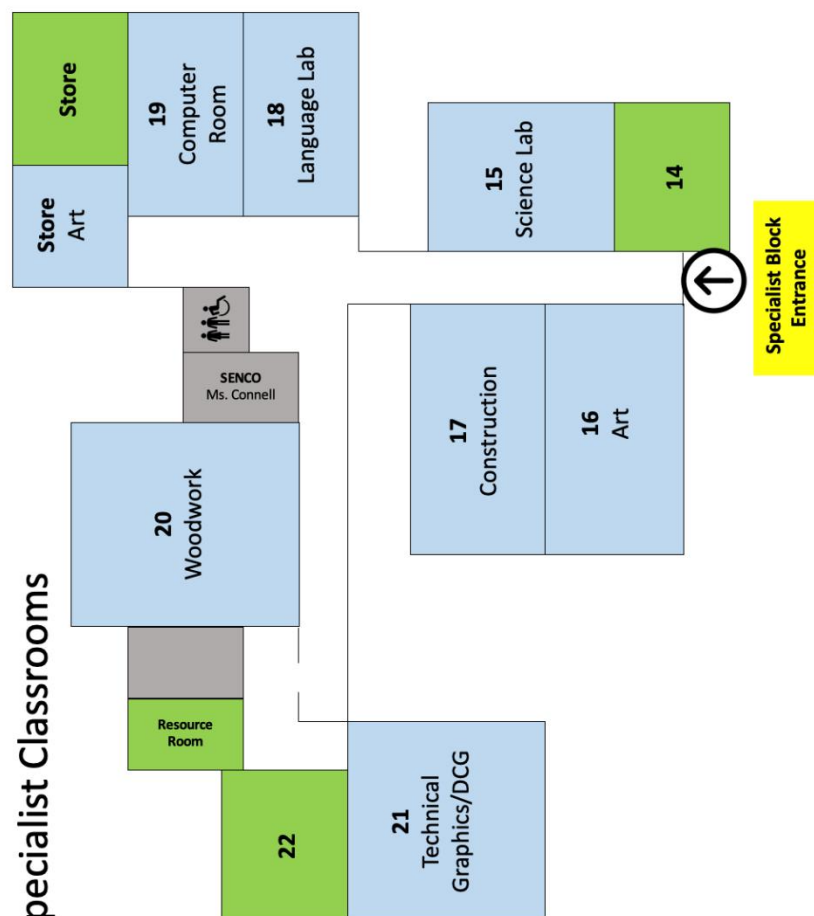 pecialist Classrooms
Store
Store
Art
19
Computer
Room
18
Language Lab
15
Science Lab
14
SENCO
Ms. Connell
20
Woodwork
17
Construction
16
Art
Resource
Room
22
21
Technical
Graphics/DCG
Specialist Block
Entrance